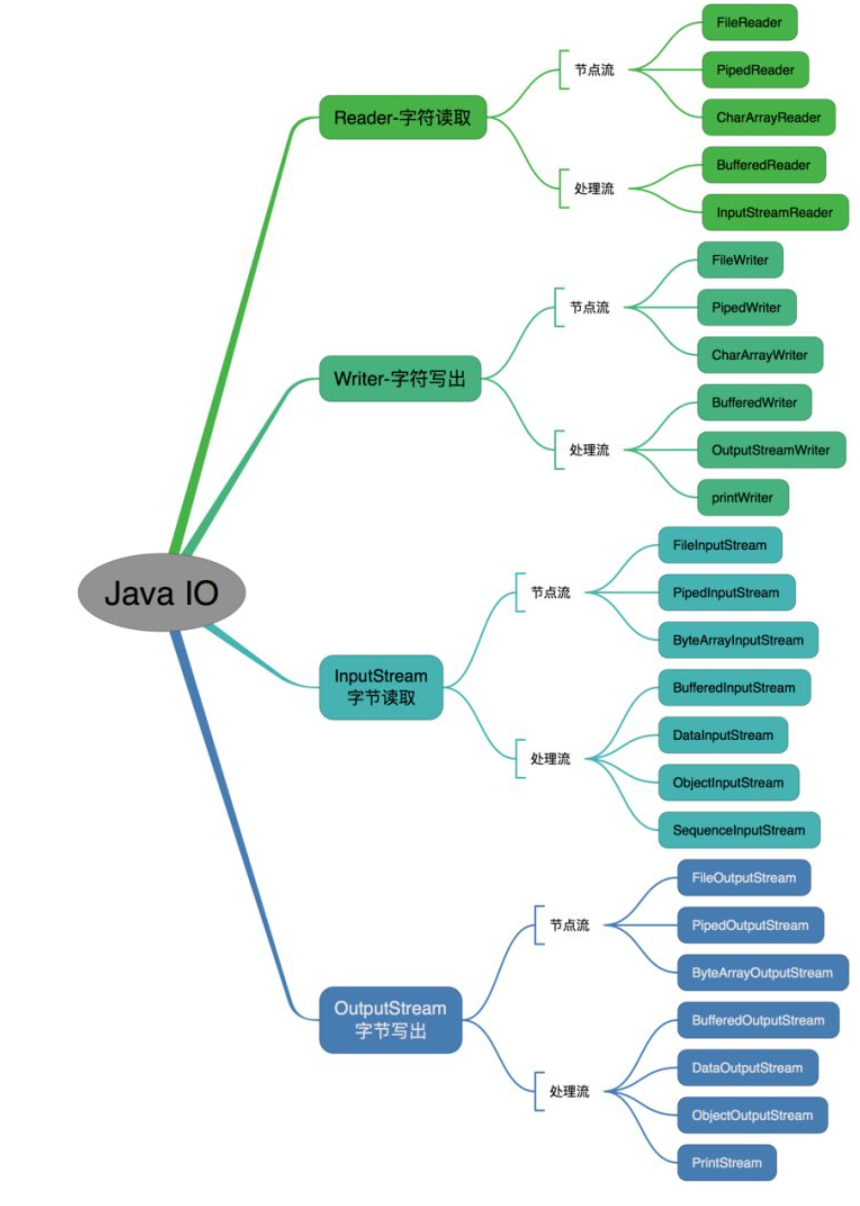 Java IO
Reader-字符读取
节点流
FileReader
PipedReader
CharArrayReader
处理流
BufferedReader
InputStreamReader
Writer-字符写出
节点流
FileWriter
PipedWriter
CharArrayWriter
处理流
BufferedWriter
OutputStreamWriter
printWriter
InputStream
字节读取
节点流
FileInputStream
PipedInputStream
ByteArrayInputStream
处理流
BufferedInputStream
DataInputStream
ObjectInputStream
SequenceInputStream
OutputStream
字节写出
节点流
FileOutputStream
PipedOutputStream
ByteArrayOutputStream
处理流
BufferedOutputStream
DataOutputStream
ObjectOutputStream
PrintStream